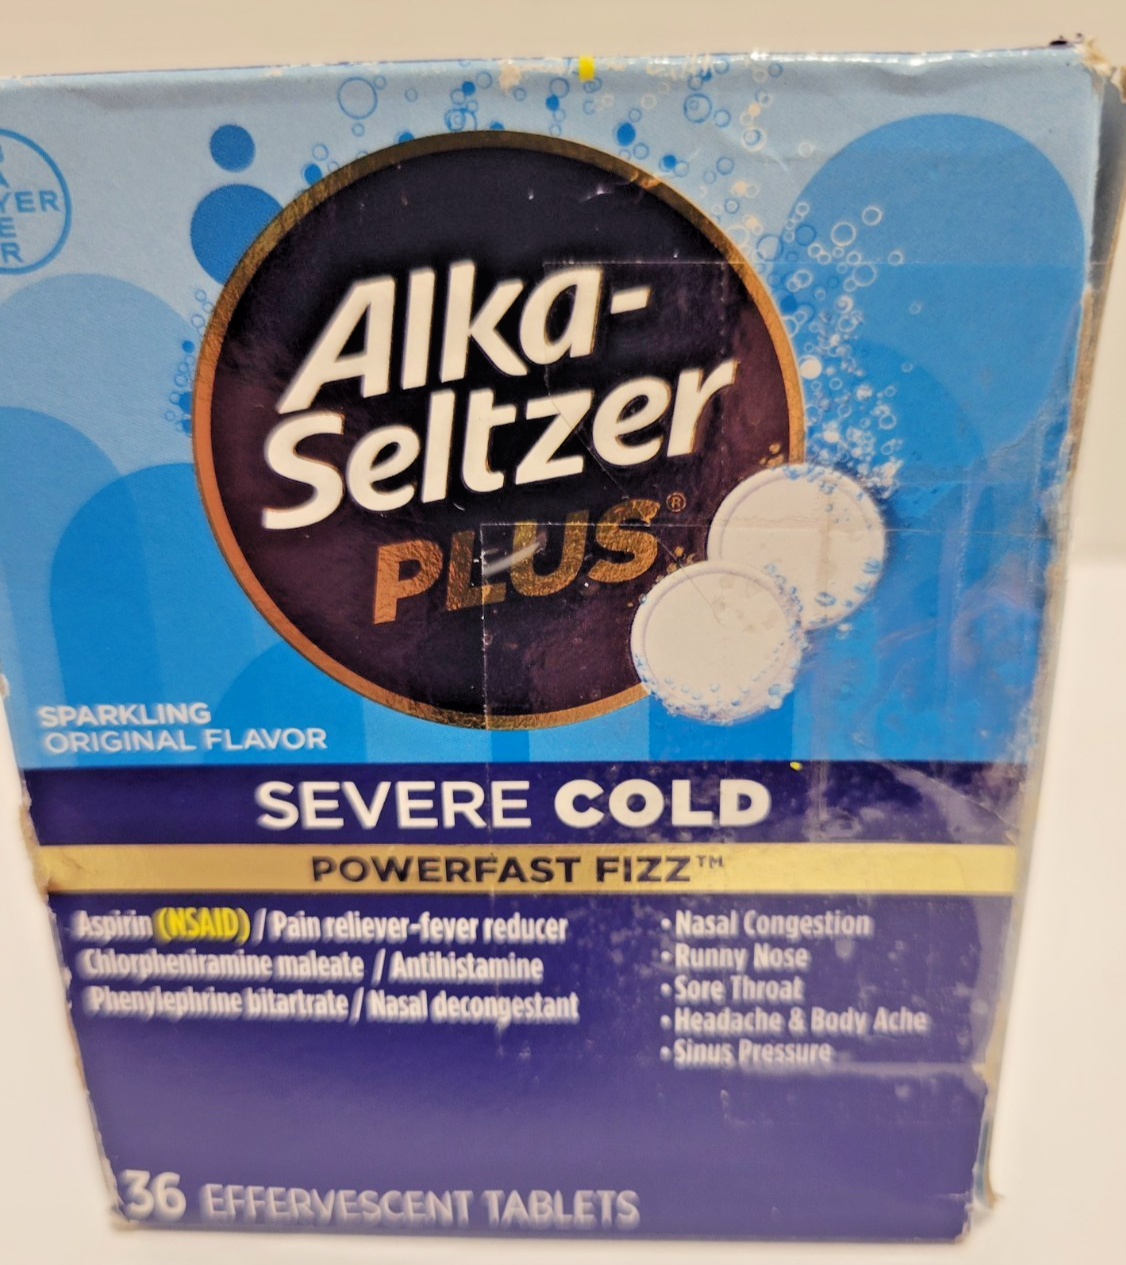 YER
E
R
Alka-
Seltzer
PLUS®
SPARKLING
ORIGINAL FLAVOR
SEVERE COLD
POWERFAST FIZZ™
Aspirin (NSAID) / Pain reliever-fever reducer
Chlorpheniramine maleate / Antihistamine
Phenylephrine bitartrate / Nasal decongestant
• Nasal Congestion
• Runny Nose
• Sore Throat
• Headache & Body Ache
• Sinus Pressure
36 EFFERVESCENT TABLETS